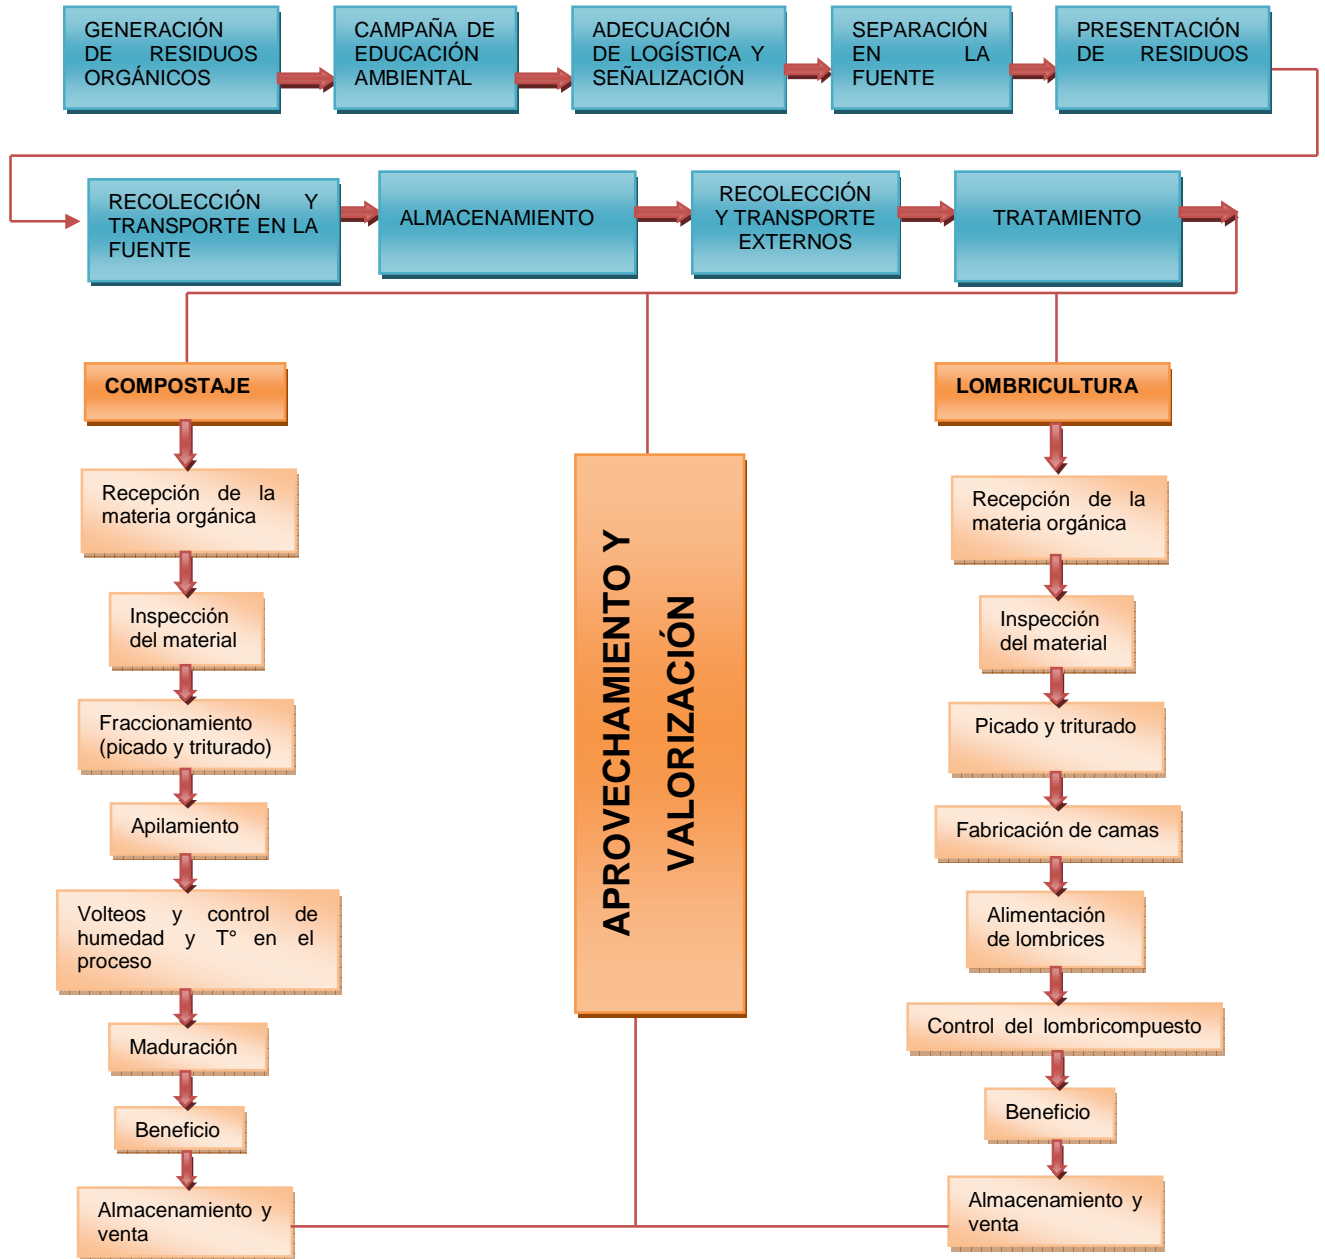 GENERACIÓN
DE RESIDUOS
ORGÁNICOS
CAMPAÑA DE
EDUCACIÓN
AMBIENTAL
ADECUACIÓN
DE LOGÍSTICA Y
SEÑALIZACIÓN
SEPARACIÓN
EN LA
FUENTE
PRESENTACIÓN
DE RESIDUOS
RECOLECCIÓN Y
TRANSPORTE EN LA
FUENTE
ALMACENAMIENTO
RECOLECCIÓN
Y TRANSPORTE
EXTERNOS
TRATAMIENTO
COMPOSTAJE
Recepción de la
materia orgánica
Inspección
del material
Fraccionamiento
(picado y triturado)
Apilamiento
Volteos y control de
humedad y T° en el
proceso
Maduración
Beneficio
Almacenamiento y
venta
APROVECHAMIENTO Y
VALORIZACIÓN
LOMBRICULTURA
Recepción de la
materia orgánica
Inspección
del material
Picado y triturado
Fabricación de camas
Alimentación
de lombrices
Control del lombricompuesto
Beneficio
Almacenamiento y
venta